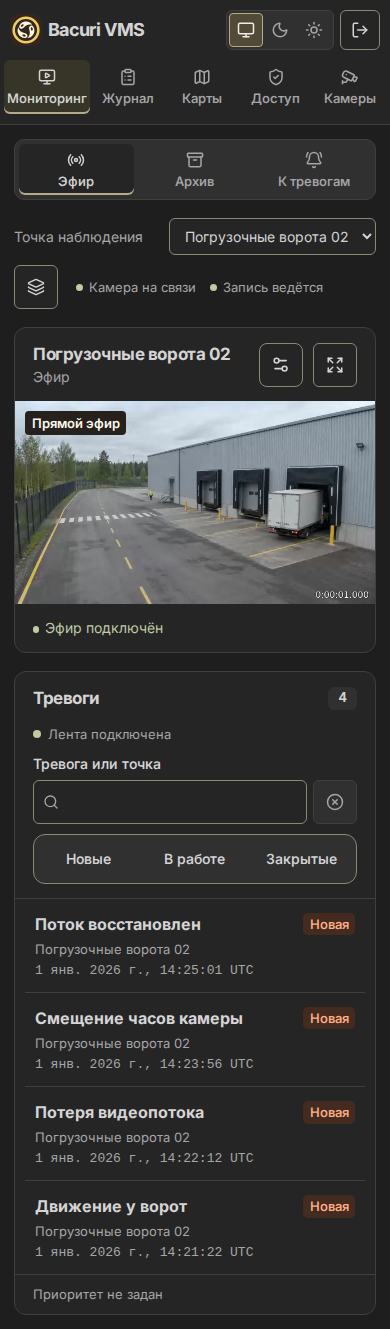 Bacuri VMS
Мониторинг Журнал Карты Доступ Камеры
Эфир Архив К тревогам
Точка наблюдения Погрузочные ворота 02
Камера на связи Запись ведётся
Погрузочные ворота 02
Эфир
Прямой эфир
0:00:01.000
Эфир подключён
Тревоги 4
Лента подключена
Тревога или точка
Новые В работе Закрытые
Поток восстановлен Новая
Погрузочные ворота 02
1 янв. 2026 г., 14:25:01 UTC
Смещение часов камеры Новая
Погрузочные ворота 02
1 янв. 2026 г., 14:23:56 UTC
Потеря видеопотока Новая
Погрузочные ворота 02
1 янв. 2026 г., 14:22:12 UTC
Движение у ворот Новая
Погрузочные ворота 02
1 янв. 2026 г., 14:21:22 UTC
Приоритет не задан